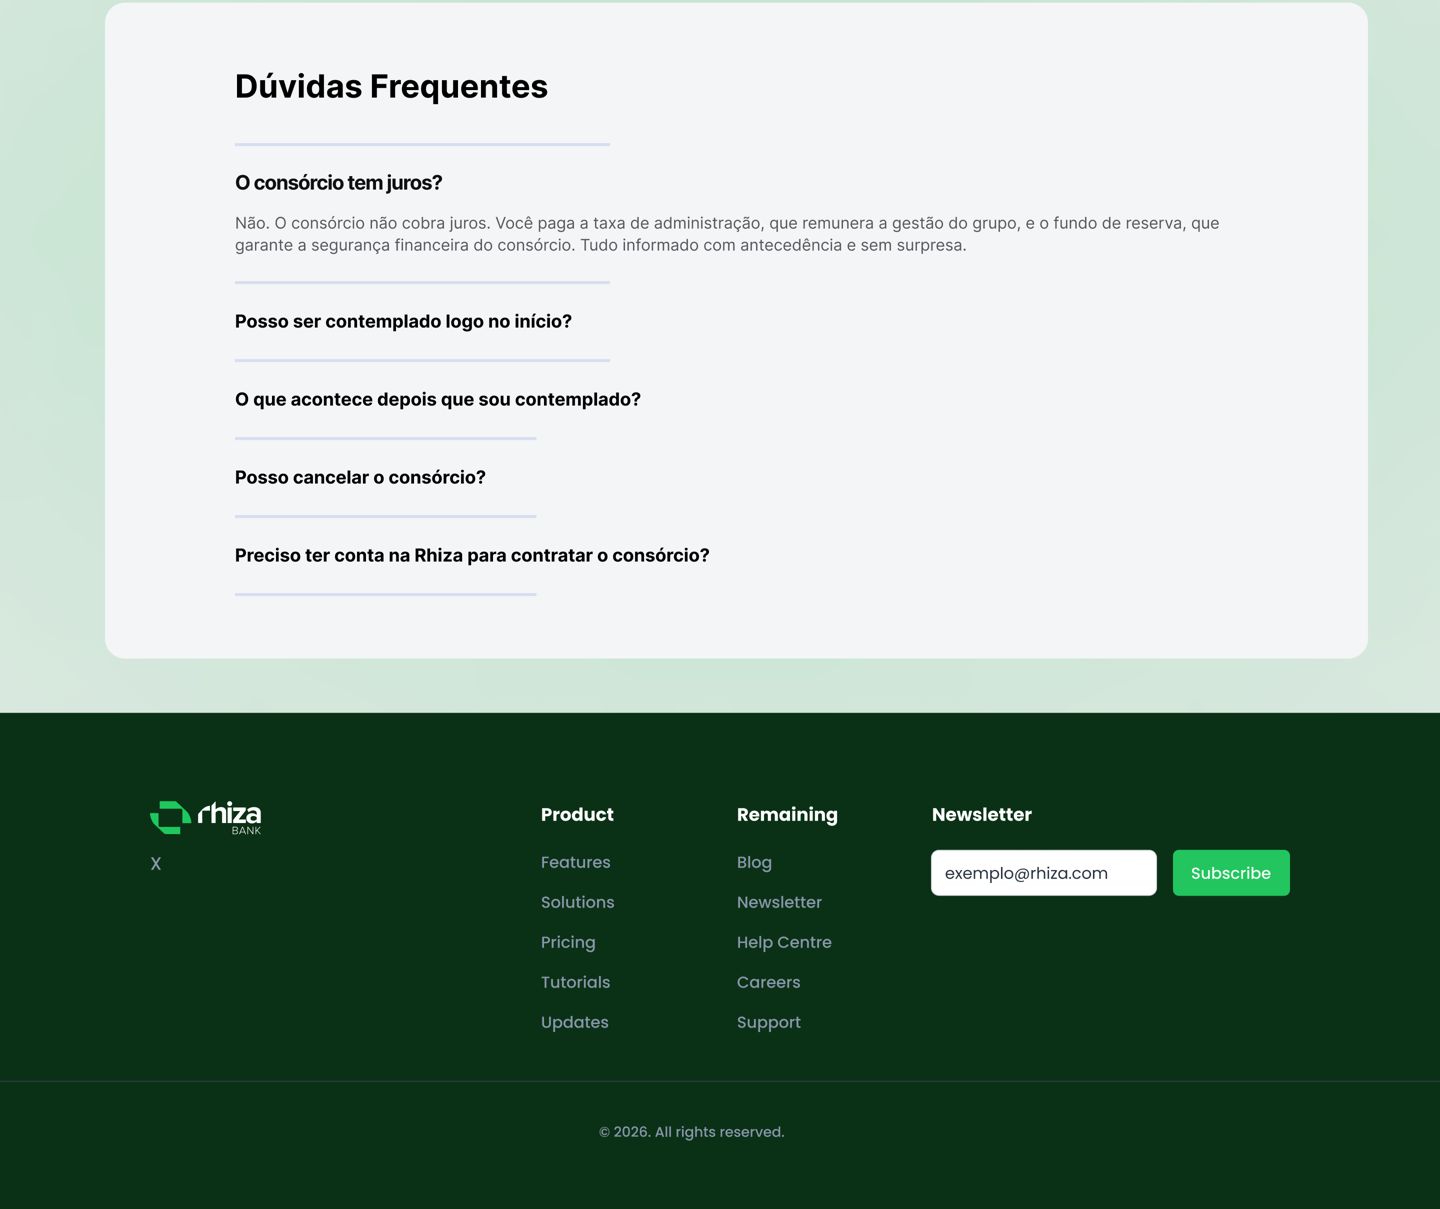 Dúvidas Frequentes
O consórcio tem juros?
Não. O consórcio não cobra juros. Você paga a taxa de administração, que remunera a gestão do grupo, e o fundo de reserva, que
garante a segurança financeira do consórcio. Tudo informado com antecedência e sem surpresa.
Posso ser contemplado logo no início?
O que acontece depois que sou contemplado?
Posso cancelar o consórcio?
Preciso ter conta na Rhiza para contratar o consórcio?
rhiza
BANK
X
Product
Features
Solutions
Pricing
Tutorials
Updates
Remaining
Blog
Newsletter
Help Centre
Careers
Support
Newsletter
exemplo@rhiza.com
Subscribe
© 2026. All rights reserved.